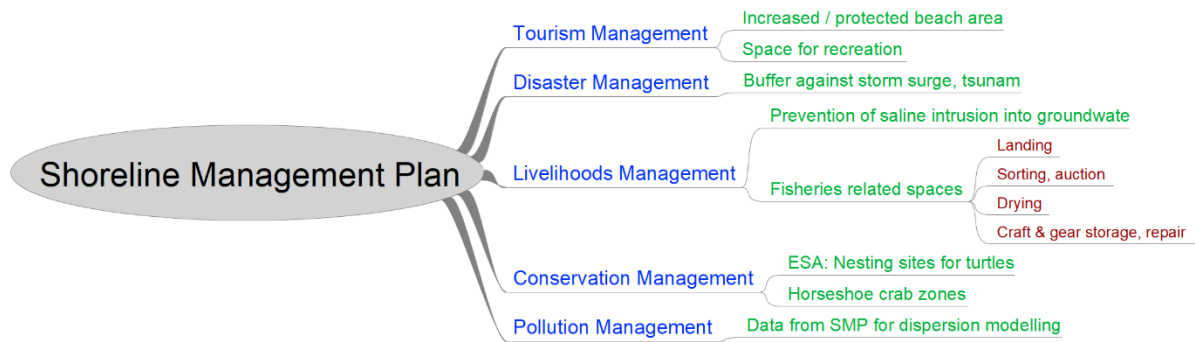 Shoreline Management Plan
Tourism Management
Increased / protected beach area
Space for recreation
Disaster Management
Buffer against storm surge, tsunam
Livelihoods Management
Prevention of saline intrusion into groundwate
Fisheries related spaces
Landing
Sorting, auction
Drying
Craft & gear storage, repair
Conservation Management
ESA: Nesting sites for turtles
Horseshoe crab zones
Pollution Management
Data from SMP for dispersion modelling